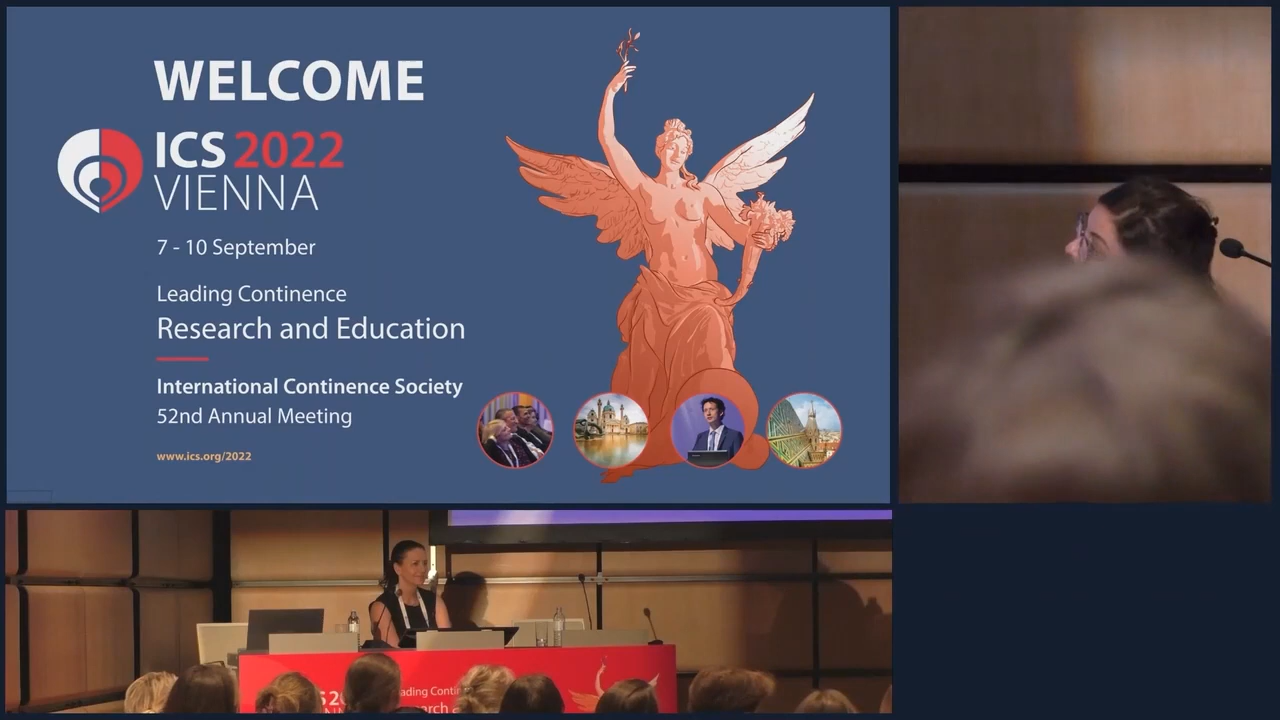 WELCOME
ICS 2022
VIENNA
7 - 10 September
Leading Continence
Research and Education
International Continence Society
52nd Annual Meeting
www.ics.org/2022